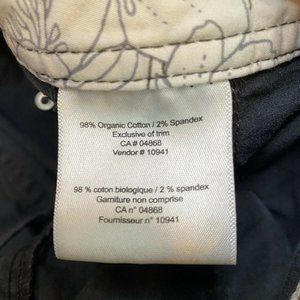 98% Organic Cotton / 2% Spandex
Exclusive of trim
CA # 04868
Vendor # 10941
98 % coton biologique / 2 % spandex
Garniture non comprise
CA n° 04868
Fournisseur n° 10941